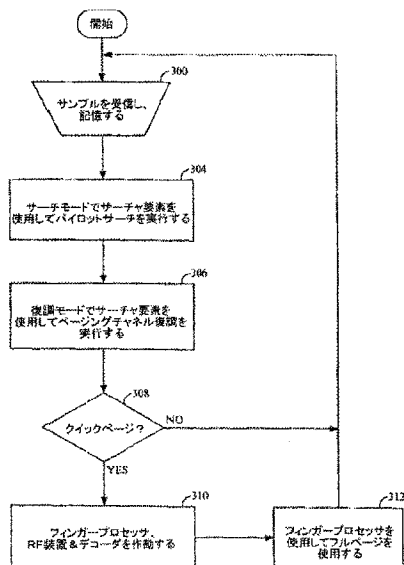 開始
300
サンプルを受信し、
記憶する
304
サーチモードでサーチャ要素を
使用してパイロットサーチを実行する
306
復調モードでサーチャ要素を
使用してページングチャネル復調を
実行する
308
クイックページ?
NO
YES
310
フィンガープロセッサ、
RF装置&デコーダを作動する
312
フィンガープロセッサを
使用してフルページを
使用する